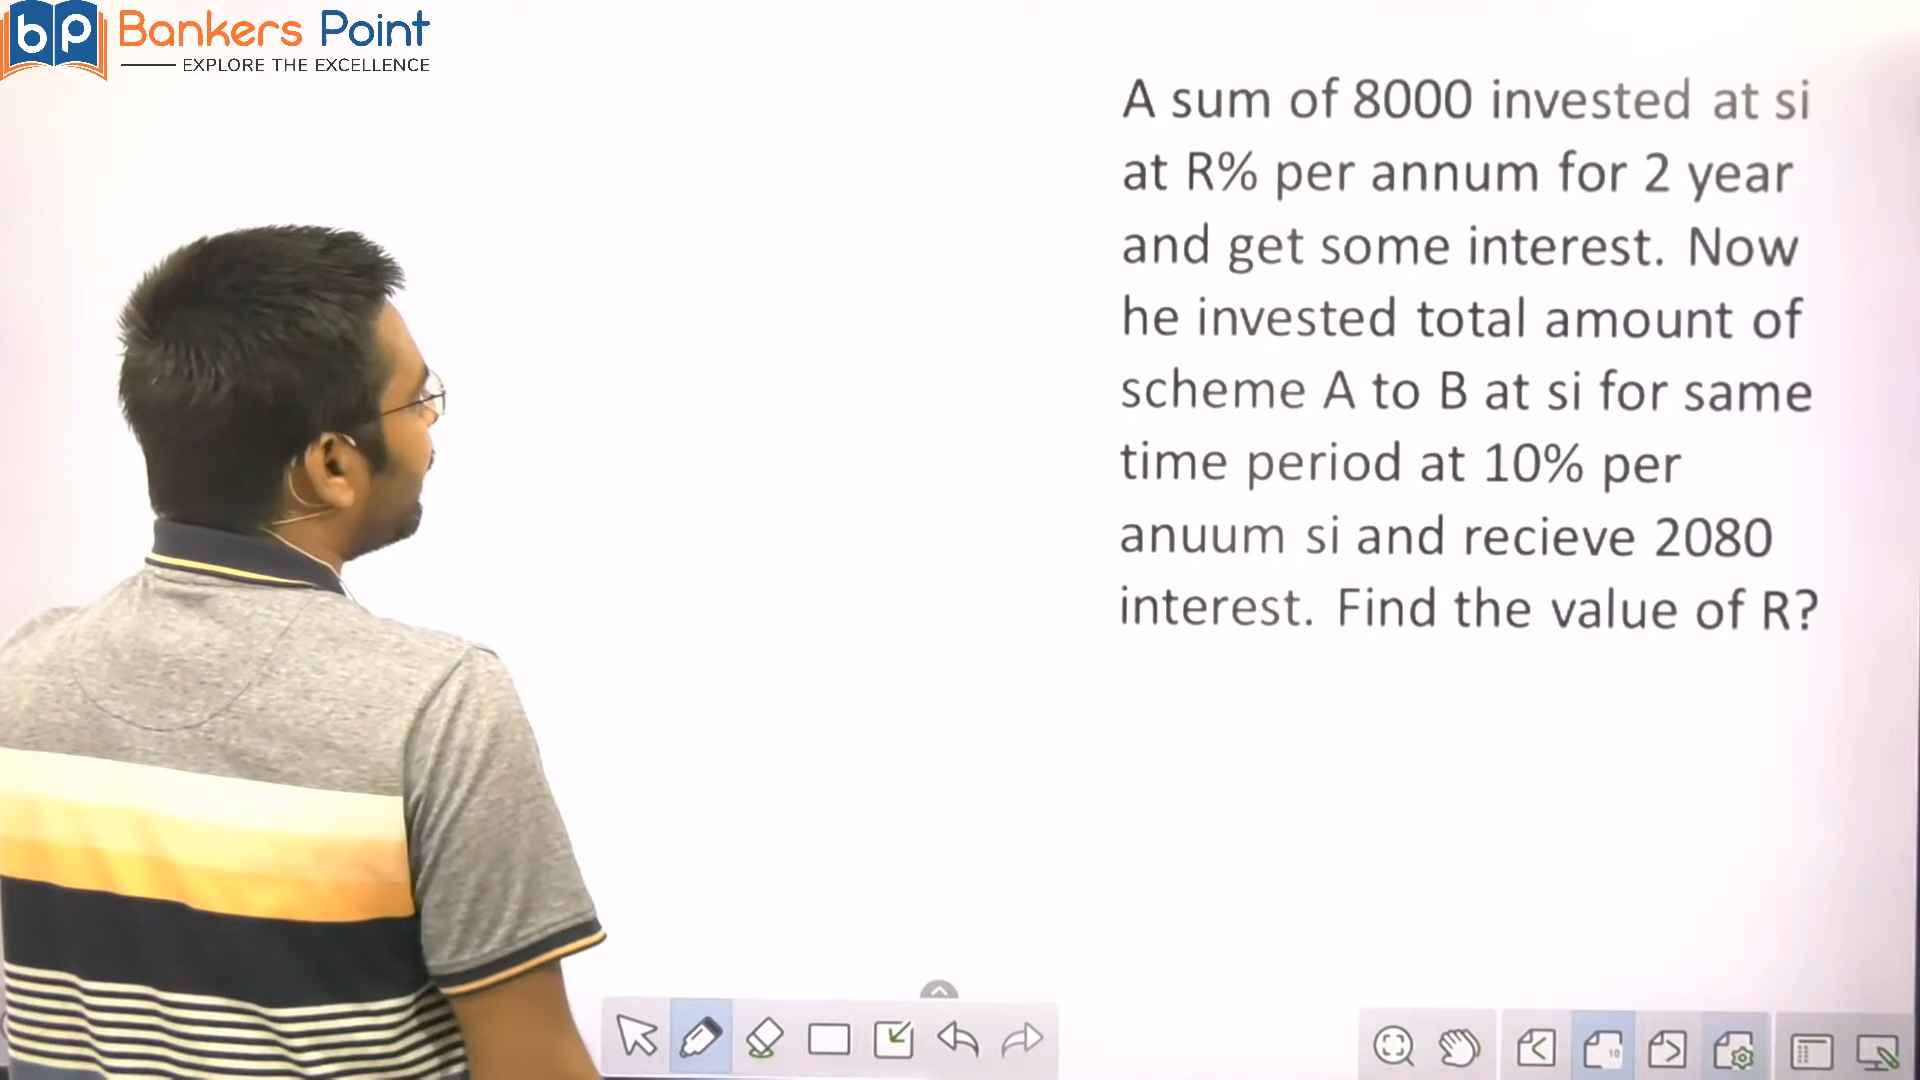 bp Bankers Point
EXPLORE THE EXCELLENCE
A sum of 8000 invested at si
at R% per annum for 2 year
and get some interest. Now
he invested total amount of
scheme A to B at si for same
time period at 10% per
anuum si and recieve 2080
interest. Find the value of R?
10